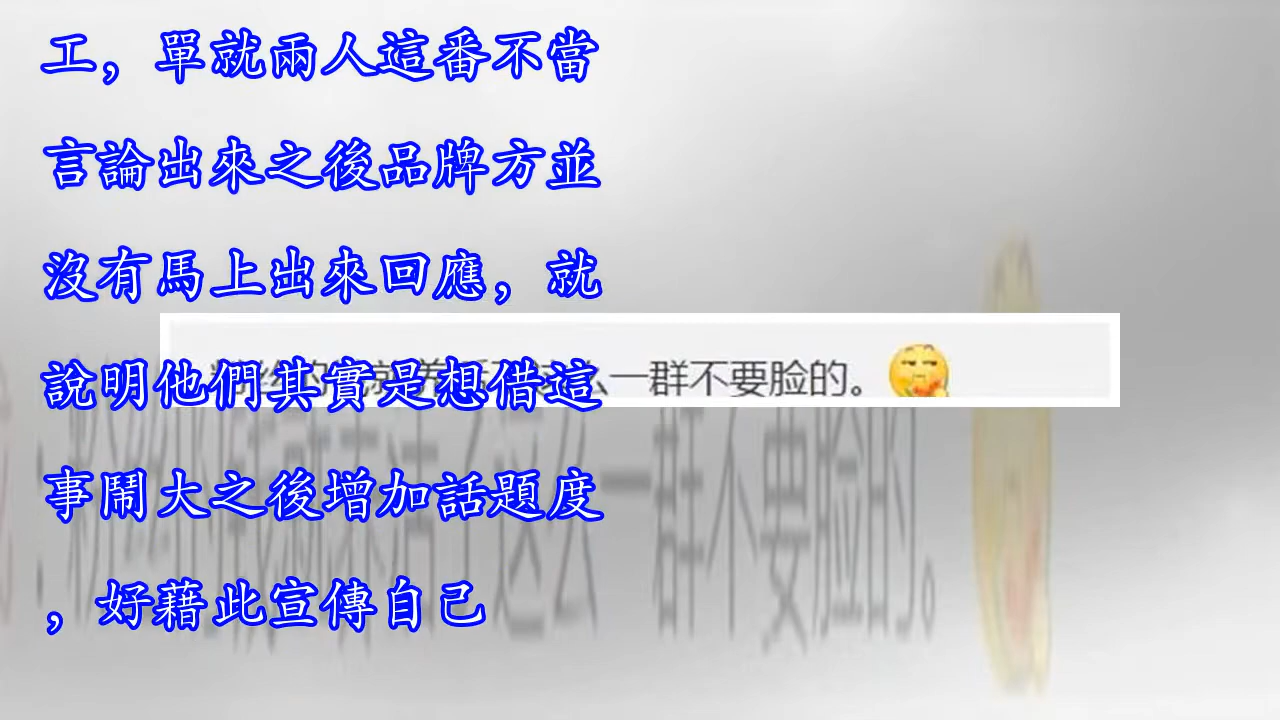 工，單就兩人這番不當
言論出來之後品牌方並
沒有馬上出來回應，就
說明他們其實是想借這
事鬧大之後增加話題度
，好藉此宣傳自己
一群不要脸的。